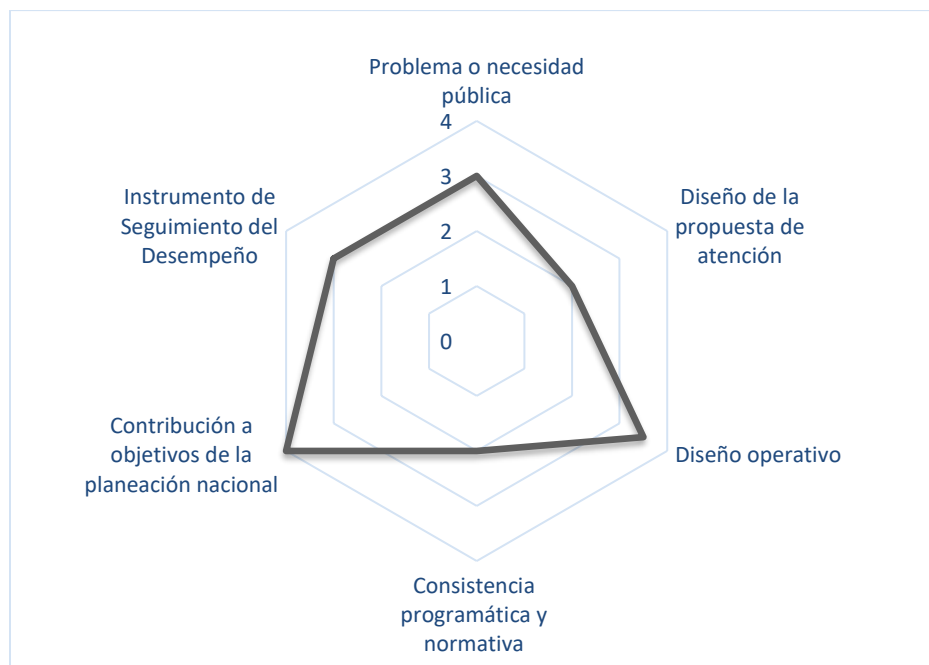 Problema o necesidad
pública
4
3
2
1
0
Diseño de la
propuesta de
atención
Diseño operativo
Consistencia
programática y
normativa
Contribución a
objetivos de la
planeación nacional
Instrumento de
Seguimiento del
Desempeño